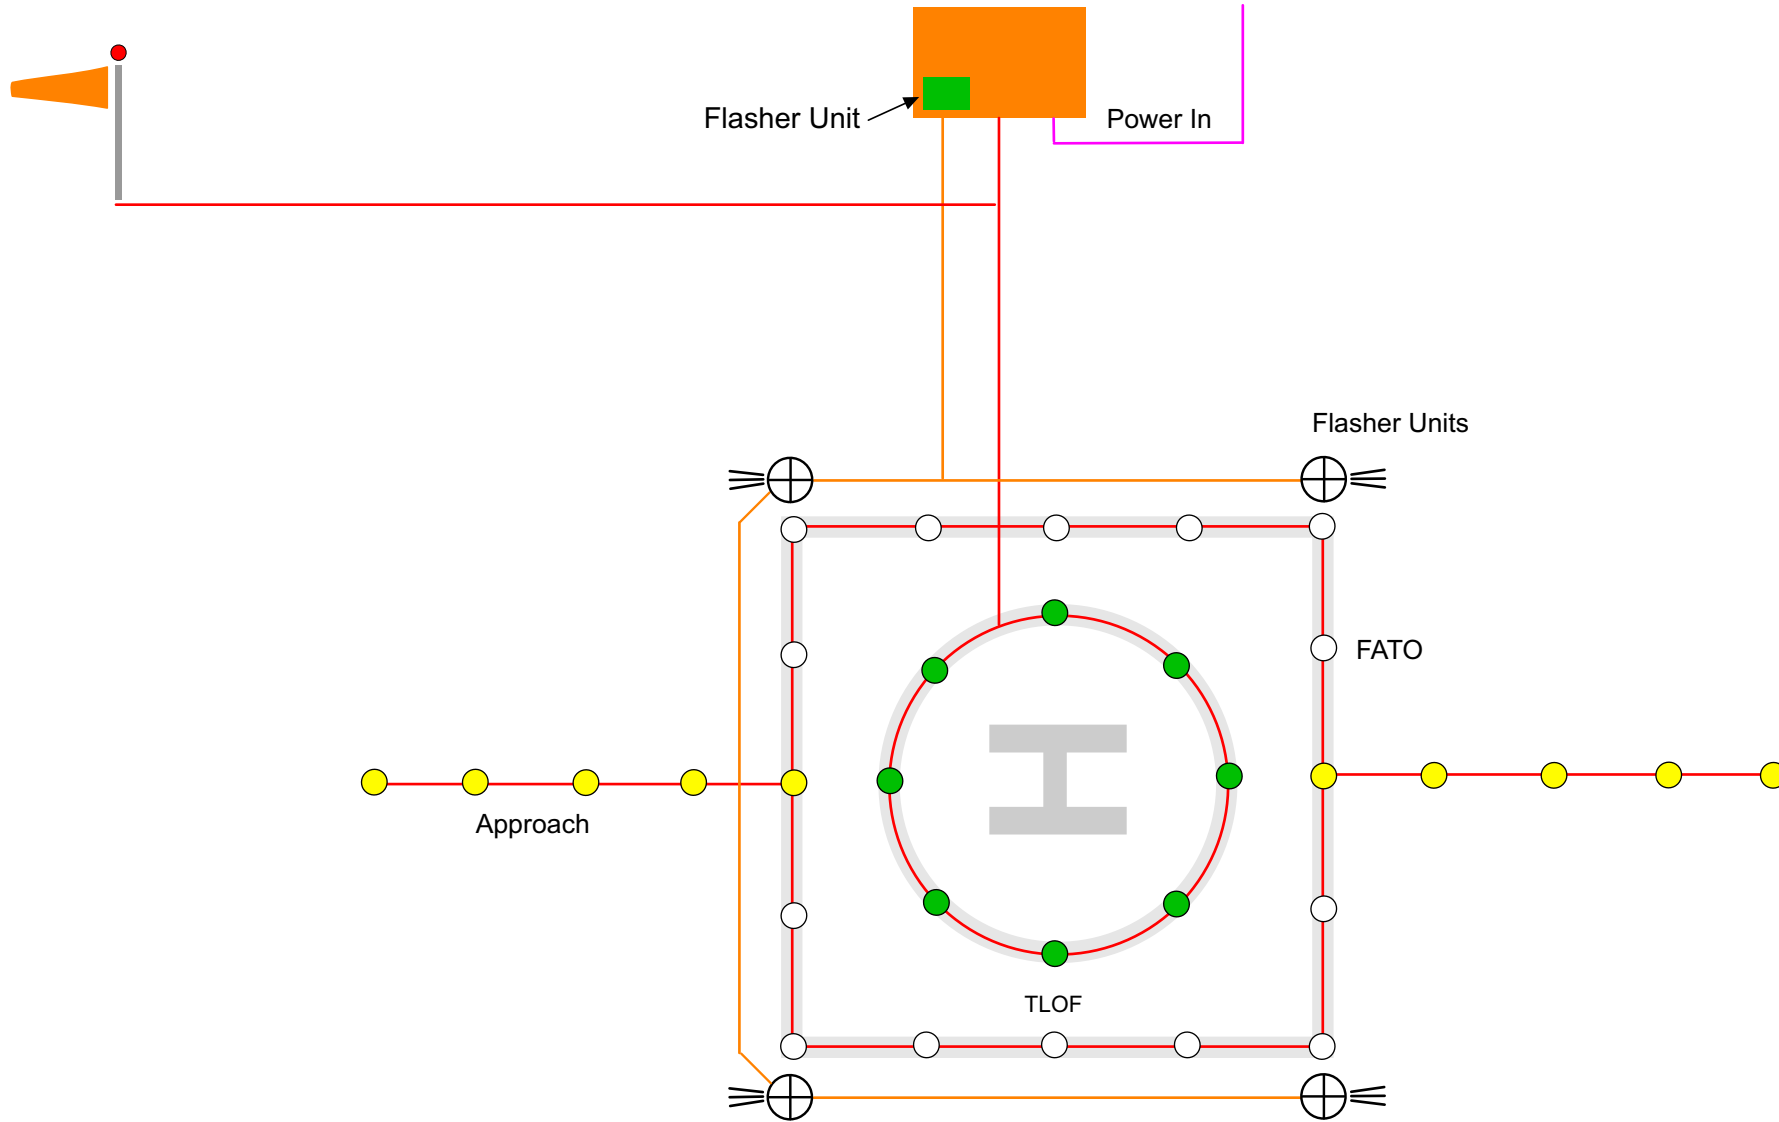 Flasher Unit
Power In
Flasher Units
FATO
Approach
H
TLOF